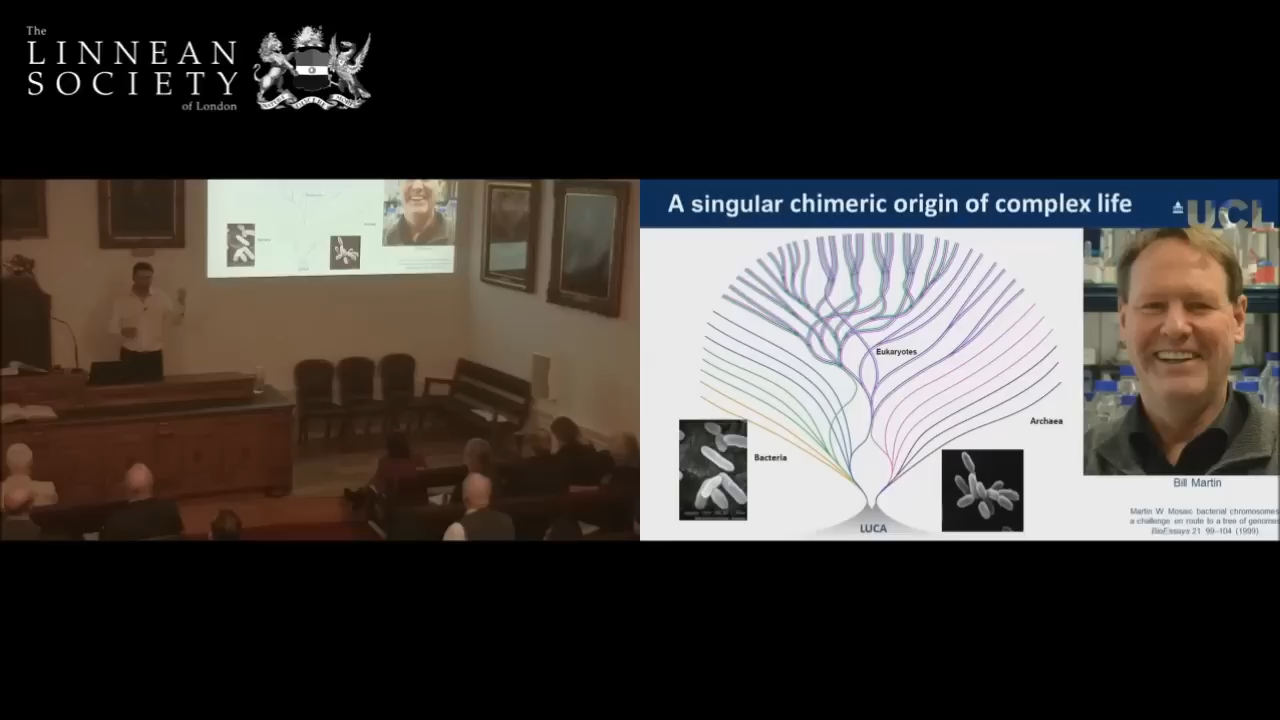 The
LINNEAN
SOCIETY
of London
A singular chimeric origin of complex life
UCL
Eukaryotes
Archaea
Bacteria
LUCA
Bill Martin
Martin W. Mosaic bacterial chromosomes
a challenge en route to a tree of genomes
BioEssays 21 99–104 (1999)